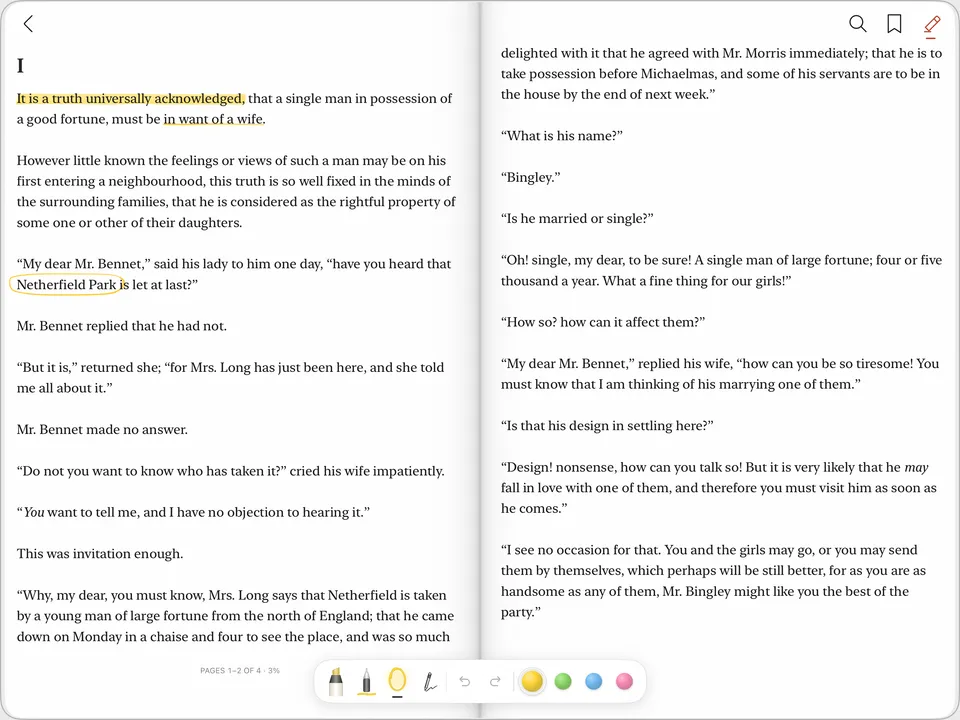 I
It is a truth universally acknowledged, that a single man in possession of
a good fortune, must be in want of a wife.
However little known the feelings or views of such a man may be on his
first entering a neighbourhood, this truth is so well fixed in the minds of
the surrounding families, that he is considered as the rightful property of
some one or other of their daughters.
“My dear Mr. Bennet,” said his lady to him one day, “have you heard that
Netherfield Park is let at last?”
Mr. Bennet replied that he had not.
“But it is,” returned she; “for Mrs. Long has just been here, and she told
me all about it.”
Mr. Bennet made no answer.
“Do not you want to know who has taken it?” cried his wife impatiently.
“You want to tell me, and I have no objection to hearing it.”
This was invitation enough.
“Why, my dear, you must know, Mrs. Long says that Netherfield is taken
by a young man of large fortune from the north of England; that he came
down on Monday in a chaise and four to see the place, and was so much
PAGES 1–2 OF 4 · 3%
delighted with it that he agreed with Mr. Morris immediately; that he is to
take possession before Michaelmas, and some of his servants are to be in
the house by the end of next week.”
“What is his name?”
“Bingley.”
“Is he married or single?”
“Oh! single, my dear, to be sure! A single man of large fortune; four or five
thousand a year. What a fine thing for our girls!”
“How so? how can it affect them?”
“My dear Mr. Bennet,” replied his wife, “how can you be so tiresome! You
must know that I am thinking of his marrying one of them.”
“Is that his design in settling here?”
“Design! nonsense, how can you talk so! But it is very likely that he may
fall in love with one of them, and therefore you must visit him as soon as
he comes.”
“I see no occasion for that. You and the girls may go, or you may send
them by themselves, which perhaps will be still better, for as you are as
handsome as any of them, Mr. Bingley might like you the best of the
party.”